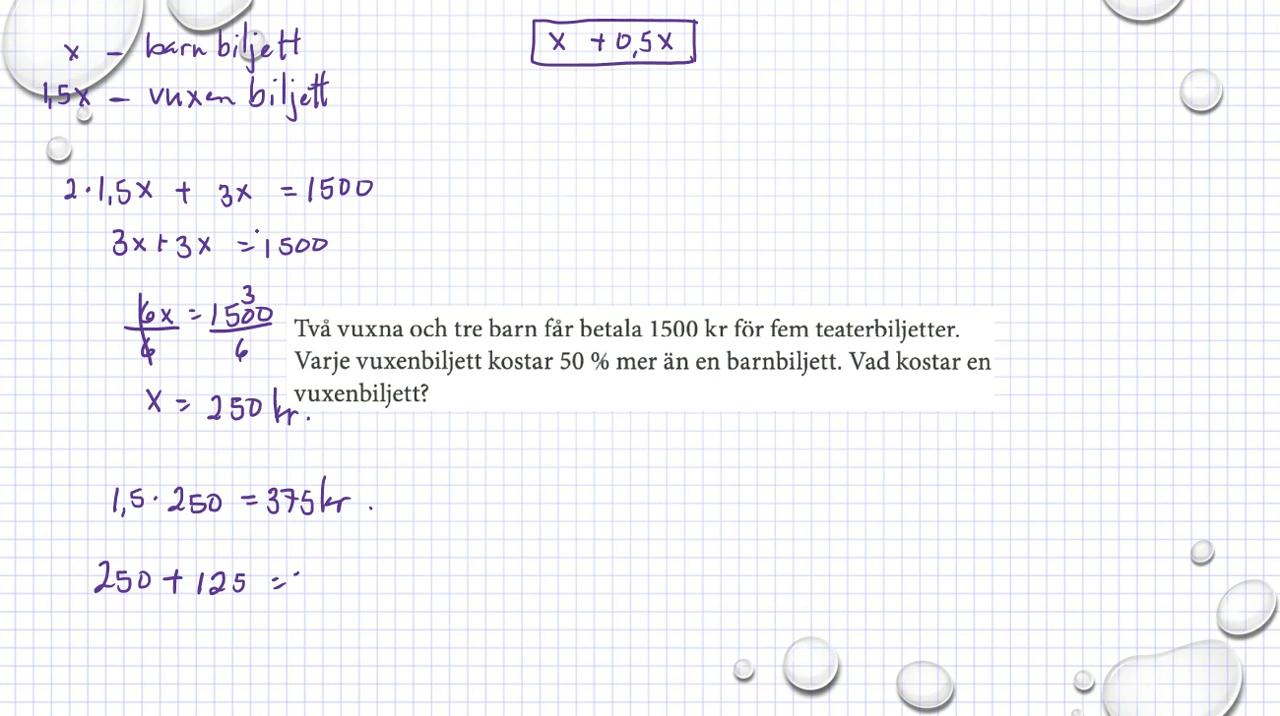 x – barn biljett
x + 0,5x
1,5x – vuxen biljett
2·1,5x + 3x = 1500
3x + 3x = 1500
6x = 1500 3
6 6
Två vuxna och tre barn får betala 1500 kr för fem teaterbiljetter.
Varje vuxenbiljett kostar 50 % mer än en barnbiljett. Vad kostar en
vuxenbiljett?
x = 250 kr.
1,5·250 = 375 kr.
250 + 125 =